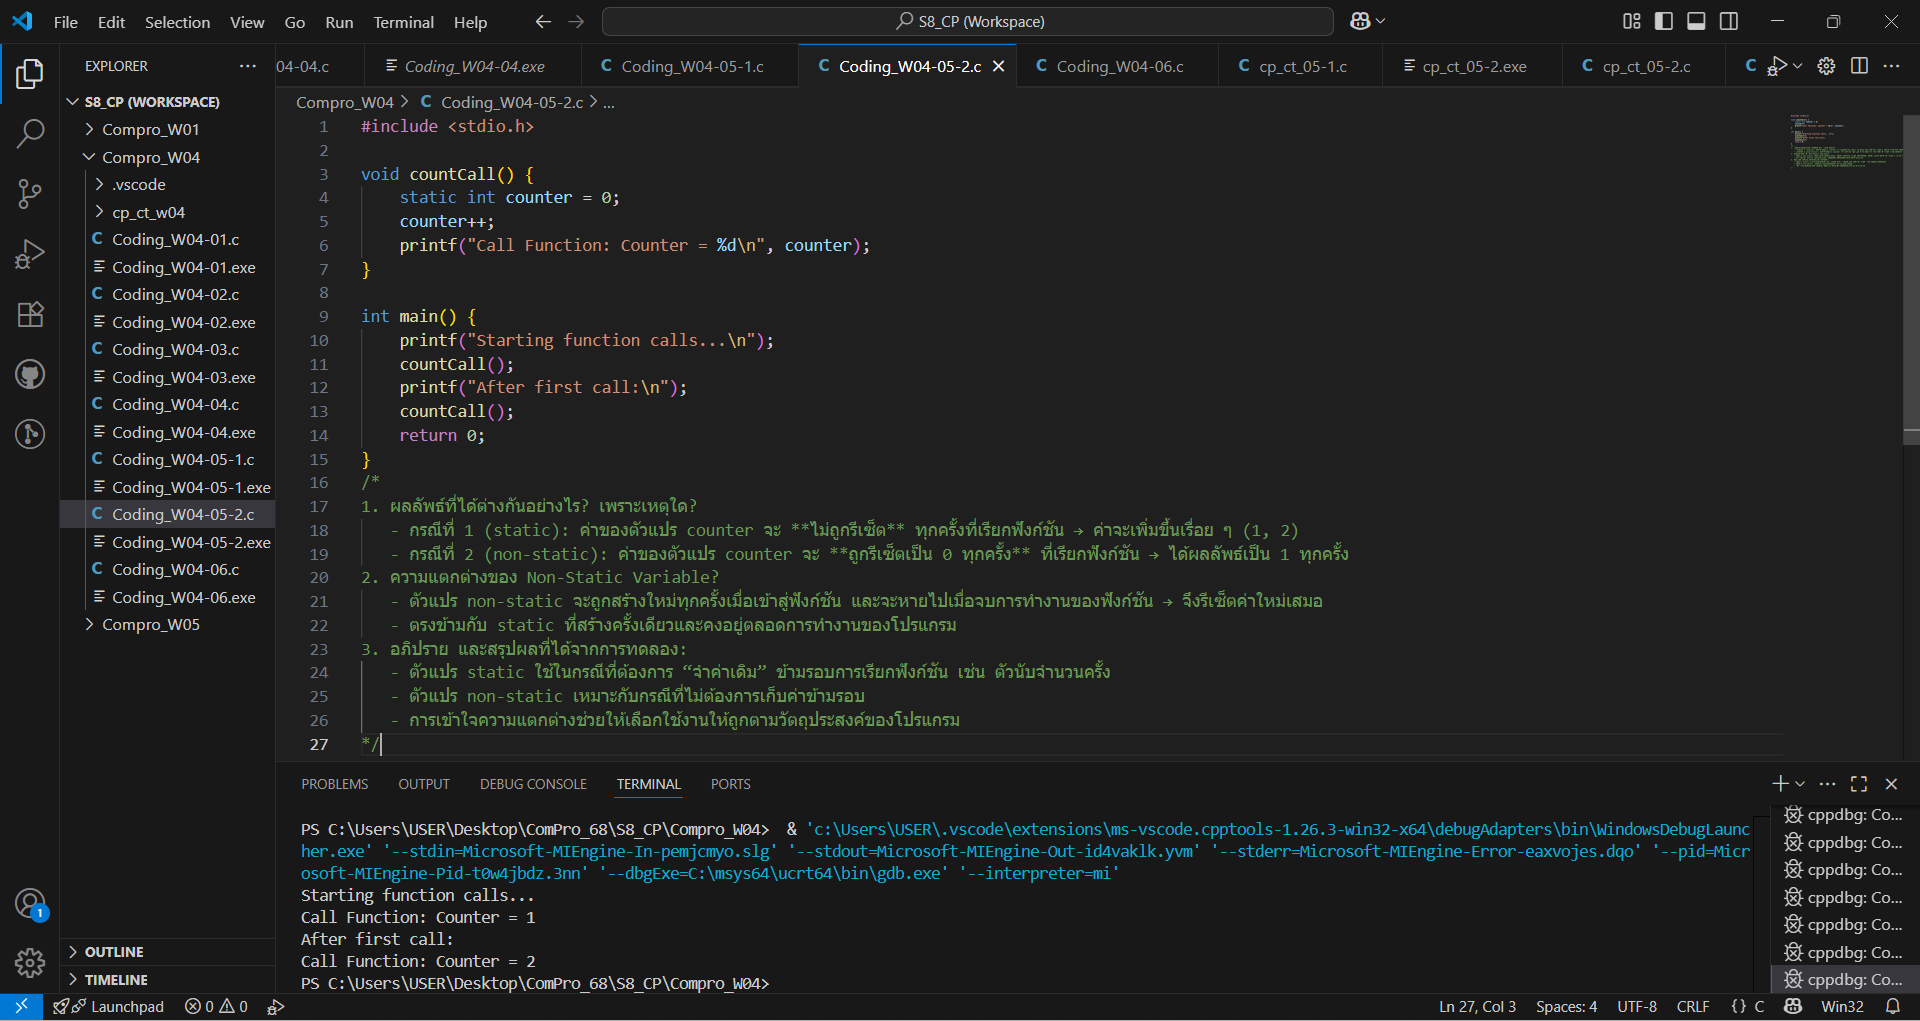 File Edit Selection View Go Run Terminal Help
S8_CP (Workspace)
EXPLORER
04-04.c
Coding_W04-04.exe
C Coding_W04-05-1.c
C Coding_W04-05-2.c
C Coding_W04-06.c
C cp_ct_05-1.c
cp_ct_05-2.exe
C cp_ct_05-2.c
C
S8_CP (WORKSPACE)
Compro_W01
Compro_W04
.vscode
cp_ct_w04
C Coding_W04-01.c
Coding_W04-01.exe
C Coding_W04-02.c
Coding_W04-02.exe
C Coding_W04-03.c
Coding_W04-03.exe
C Coding_W04-04.c
Coding_W04-04.exe
C Coding_W04-05-1.c
Coding_W04-05-1.exe
C Coding_W04-05-2.c
Coding_W04-05-2.exe
C Coding_W04-06.c
Coding_W04-06.exe
Compro_W05
OUTLINE
TIMELINE
Compro_W04 > C Coding_W04-05-2.c > ...
1 #include <stdio.h>
2
3 void countCall() {
4 static int counter = 0;
5 counter++;
6 printf("Call Function: Counter = %d\n", counter);
7 }
8
9 int main() {
10 printf("Starting function calls...\n");
11 countCall();
12 printf("After first call:\n");
13 countCall();
14 return 0;
15 }
16 /*
17 1. ผลลัพธ์ที่ได้ต่างกันอย่างไร? เพราะเหตุใด?
18 - กรณีที่ 1 (static): ค่าของตัวแปร counter จะ **ไม่ถูกรีเซ็ต** ทุกครั้งที่เรียกฟังก์ชัน → ค่าจะเพิ่มขึ้นเรื่อย ๆ (1, 2)
19 - กรณีที่ 2 (non-static): ค่าของตัวแปร counter จะ **ถูกรีเซ็ตเป็น 0 ทุกครั้ง** ที่เรียกฟังก์ชัน → ได้ผลลัพธ์เป็น 1 ทุกครั้ง
20 2. ความแตกต่างของ Non-Static Variable?
21 - ตัวแปร non-static จะถูกสร้างใหม่ทุกครั้งเมื่อเข้าสู่ฟังก์ชัน และจะหายไปเมื่อจบการทำงานของฟังก์ชัน → จึงรีเซ็ตค่าใหม่เสมอ
22 - ตรงข้ามกับ static ที่สร้างครั้งเดียวและคงอยู่ตลอดการทำงานของโปรแกรม
23 3. อภิปราย และสรุปผลที่ได้จากการทดลอง:
24 - ตัวแปร static ใช้ในกรณีที่ต้องการ “จำค่าเดิม” ข้ามรอบการเรียกฟังก์ชัน เช่น ตัวนับจำนวนครั้ง
25 - ตัวแปร non-static เหมาะกับกรณีที่ไม่ต้องการเก็บค่าข้ามรอบ
26 - การเข้าใจความแตกต่างช่วยให้เลือกใช้งานให้ถูกตามวัตถุประสงค์ของโปรแกรม
27 */
PROBLEMS OUTPUT DEBUG CONSOLE TERMINAL PORTS
PS C:\Users\USER\Desktop\ComPro_68\S8_CP\Compro_W04> & 'c:\Users\USER\.vscode\extensions\ms-vscode.cpptools-1.26.3-win32-x64\debugAdapters\bin\WindowsDebugLaunc
her.exe' '--stdin=Microsoft-MIEngine-In-pemjcmyo.slg' '--stdout=Microsoft-MIEngine-Out-id4vaklk.yvm' '--stderr=Microsoft-MIEngine-Error-eaxvojes.dqo' '--pid=Micr
osoft-MIEngine-Pid-t0w4jbdz.3nn' '--dbgExe=C:\msys64\ucrt64\bin\gdb.exe' '--interpreter=mi'
Starting function calls...
Call Function: Counter = 1
After first call:
Call Function: Counter = 2
PS C:\Users\USER\Desktop\ComPro_68\S8_CP\Compro_W04>
cppdbg: Co...
cppdbg: Co...
cppdbg: Co...
cppdbg: Co...
cppdbg: Co...
cppdbg: Co...
cppdbg: Co...
1
Launchpad 0 0
Ln 27, Col 3 Spaces: 4 UTF-8 CRLF {} C Win32